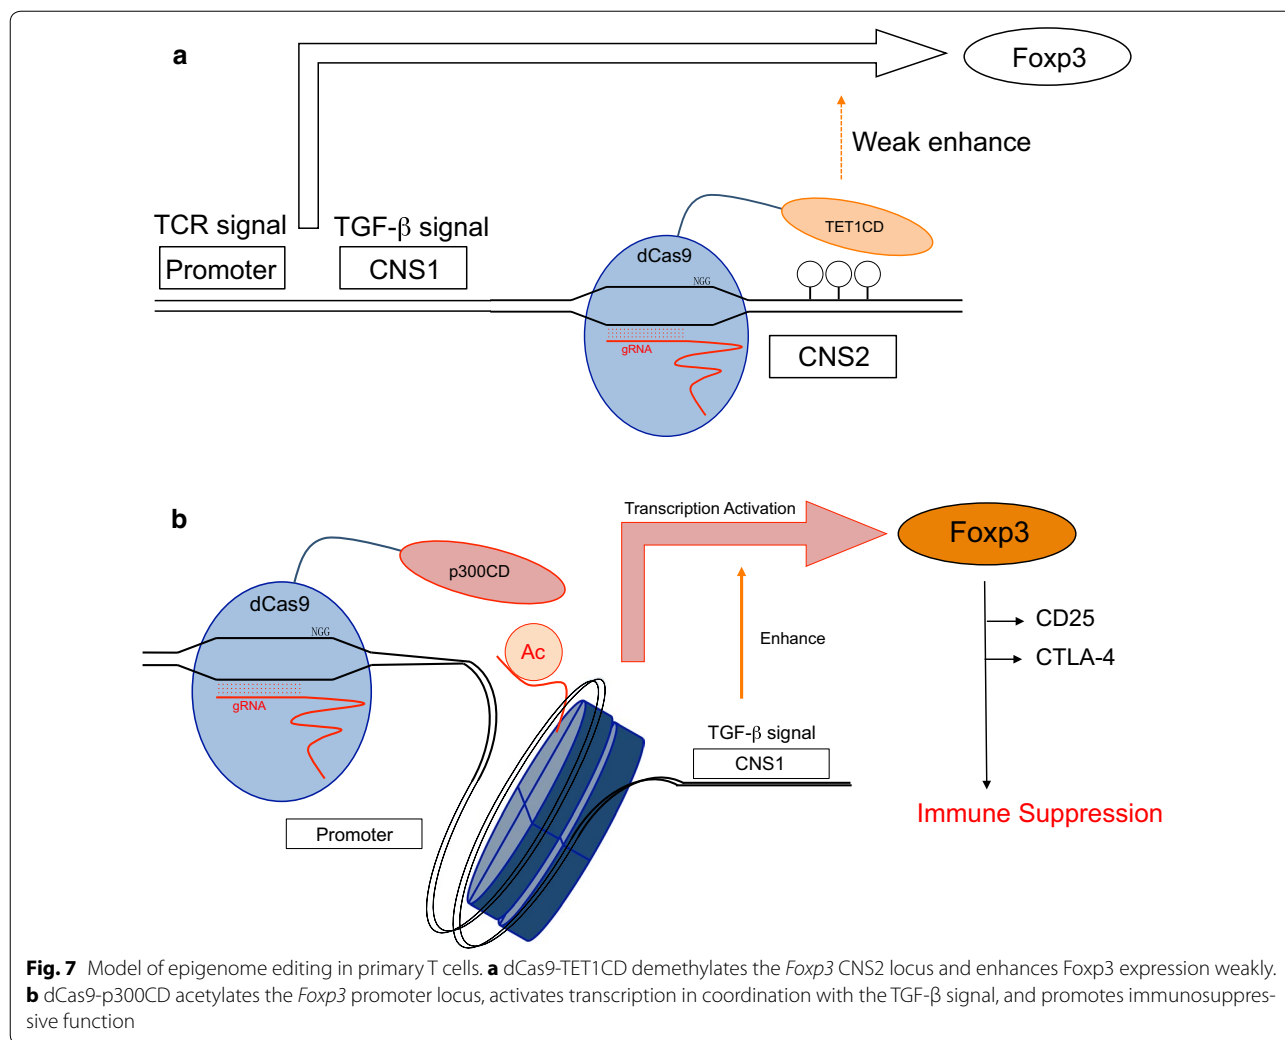 a
Foxp3
Weak enhance
TCR signal
TGF-β signal
TET1CD
Promoter
CNS1
dCas9
NGG
gRNA
CNS2
b
Transcription Activation
Foxp3
p300CD
dCas9
NGG
CD25
Enhance
Ac
CTLA-4
gRNA
TGF-β signal
CNS1
Immune Suppression
Promoter
Fig. 7 Model of epigenome editing in primary T cells. a dCas9-TET1CD demethylates the Foxp3 CNS2 locus and enhances Foxp3 expression weakly.
b dCas9-p300CD acetylates the Foxp3 promoter locus, activates transcription in coordination with the TGF-β signal, and promotes immunosuppres-
sive function